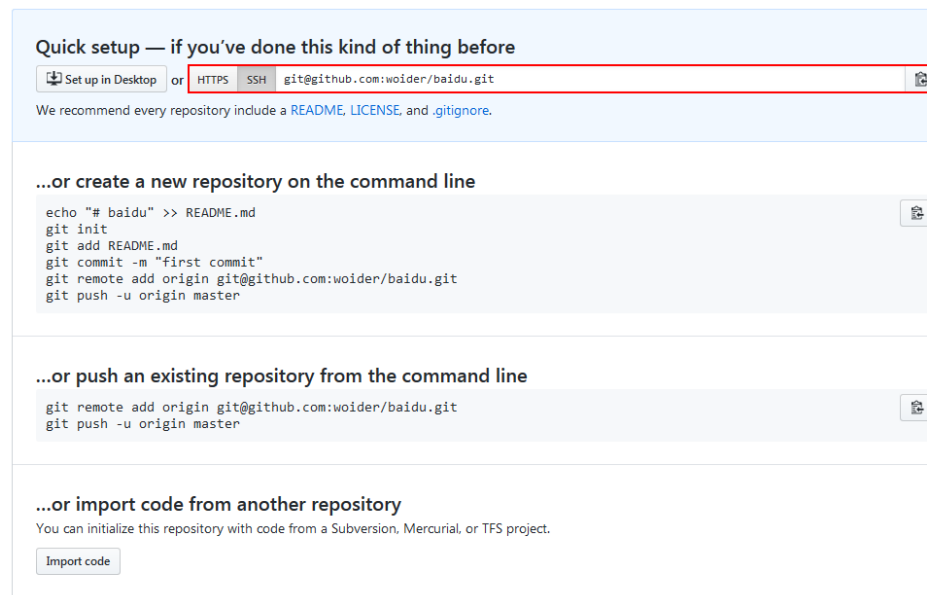 Quick setup — if you’ve done this kind of thing before
Set up in Desktop or HTTPS SSH git@github.com:woider/baidu.git
We recommend every repository include a README, LICENSE, and .gitignore.
...or create a new repository on the command line
echo "# baidu" >> README.md
git init
git add README.md
git commit -m "first commit"
git remote add origin git@github.com:woider/baidu.git
git push -u origin master
...or push an existing repository from the command line
git remote add origin git@github.com:woider/baidu.git
git push -u origin master
...or import code from another repository
You can initialize this repository with code from a Subversion, Mercurial, or TFS project.
Import code